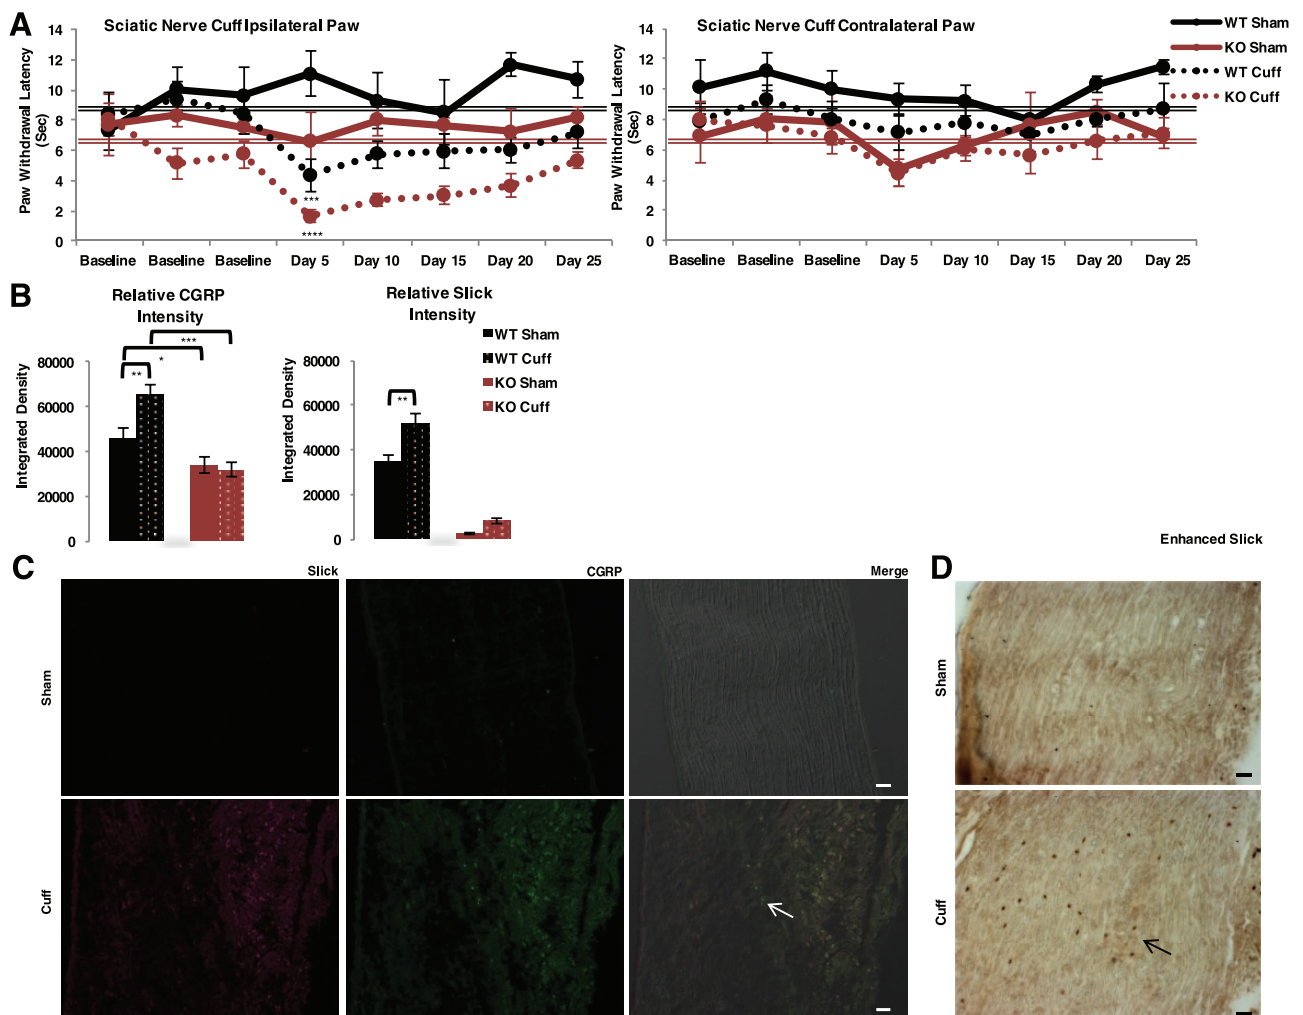 A
Sciatic Nerve Cuff Ipsilateral Paw
Paw Withdrawal Latency
(Sec)
14
12
10
8
6
4
2
0
***
****
Baseline Baseline Baseline Day 5 Day 10 Day 15 Day 20 Day 25
Sciatic Nerve Cuff Contralateral Paw
Paw Withdrawal Latency
(Sec)
14
12
10
8
6
4
2
0
Baseline Baseline Baseline Day 5 Day 10 Day 15 Day 20 Day 25
WT Sham
KO Sham
WT Cuff
KO Cuff
B
Relative CGRP
Intensity
Integrated Density
80000
60000
40000
20000
0
***
*
**
Relative Slick
Intensity
Integrated Density
80000
60000
40000
20000
0
**
WT Sham
WT Cuff
KO Sham
KO Cuff
C
Slick
CGRP
Merge
Sham
Cuff
D
Enhanced Slick
Sham
Cuff